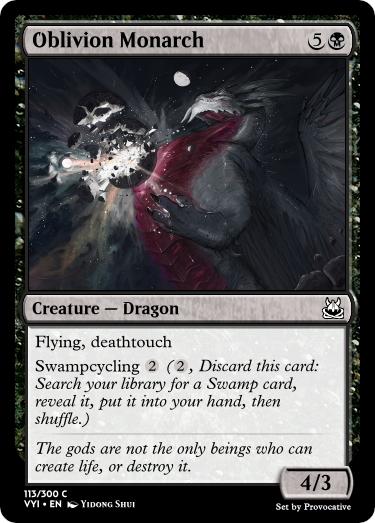 Oblivion Monarch 5
Creature — Dragon
Flying, deathtouch
Swampcycling 2 (2, Discard this card:
Search your library for a Swamp card,
reveal it, put it into your hand, then
shuffle.)
The gods are not the only beings who can
create life, or destroy it.
4/3
113/300 C
VYI • EN Yidong Shui
Set by Provocative